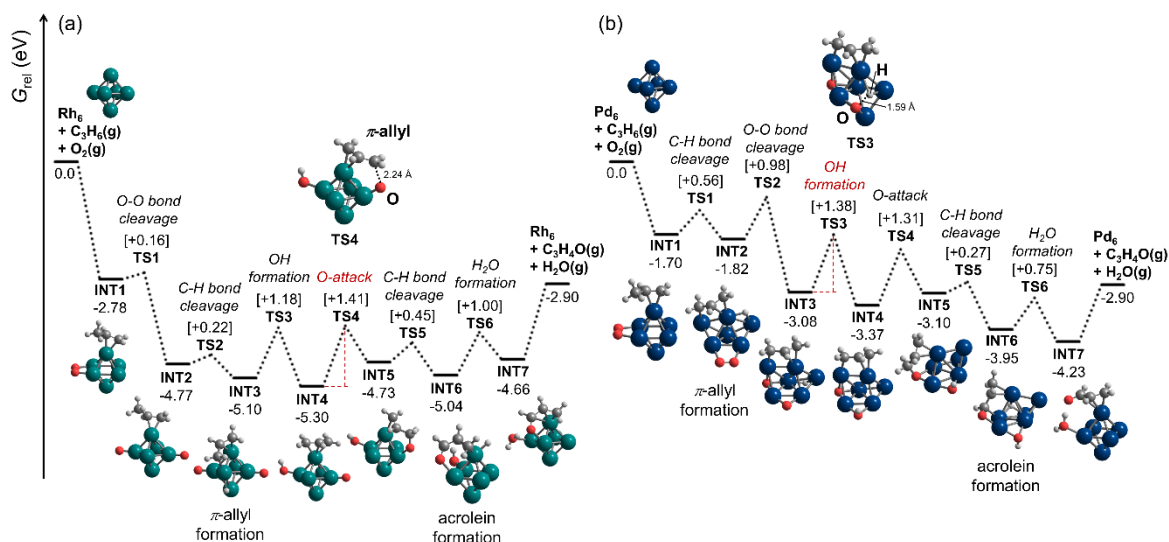 (a)
G_rel (eV)
Rh₆
+ C₃H₆(g)
+ O₂(g)
0.0
INT1
-2.78
O-O bond
cleavage
[+0.16]
TS1
INT2
-4.77
C-H bond
cleavage
[+0.22]
TS2
INT3
-5.10
π-allyl
formation
OH
formation
[+1.18]
TS3
INT4
-5.30
π-allyl
2.24 Å
O
TS4
O-attack
[+1.41]
TS4
INT5
-4.73
C-H bond
cleavage
[+0.45]
TS5
INT6
-5.04
acrolein
formation
H₂O
formation
[+1.00]
TS6
INT7
-4.66
Rh₆
+ C₃H₄O(g)
+ H₂O(g)
-2.90
(b)
Pd₆
+ C₃H₆(g)
+ O₂(g)
0.0
INT1
-1.70
C-H bond
cleavage
[+0.56]
TS1
INT2
-1.82
π-allyl
formation
O-O bond
cleavage
[+0.98]
TS2
INT3
-3.08
H
O
1.59 Å
TS3
OH
formation
[+1.38]
TS3
INT4
-3.37
O-attack
[+1.31]
TS4
INT5
-3.10
C-H bond
cleavage
[+0.27]
TS5
INT6
-3.95
acrolein
formation
H₂O
formation
[+0.75]
TS6
INT7
-4.23
Pd₆
+ C₃H₄O(g)
+ H₂O(g)
-2.90